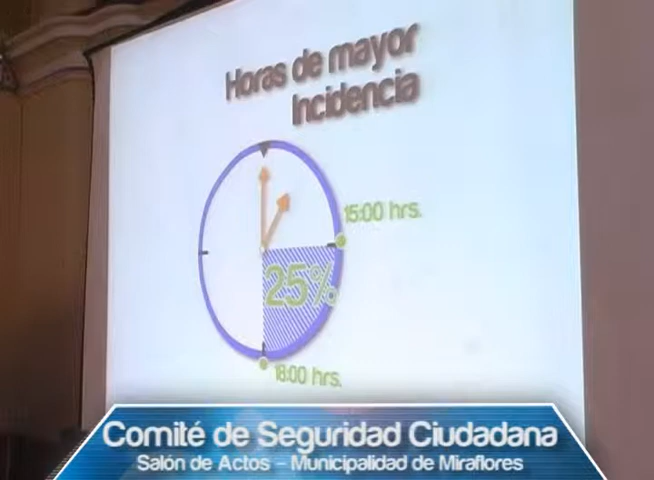 Horas de mayor
Incidencia
15:00 hrs.
25%
18:00 hrs.
Comité de Seguridad Ciudadana
Salón de Actos - Municipalidad de Miraflores